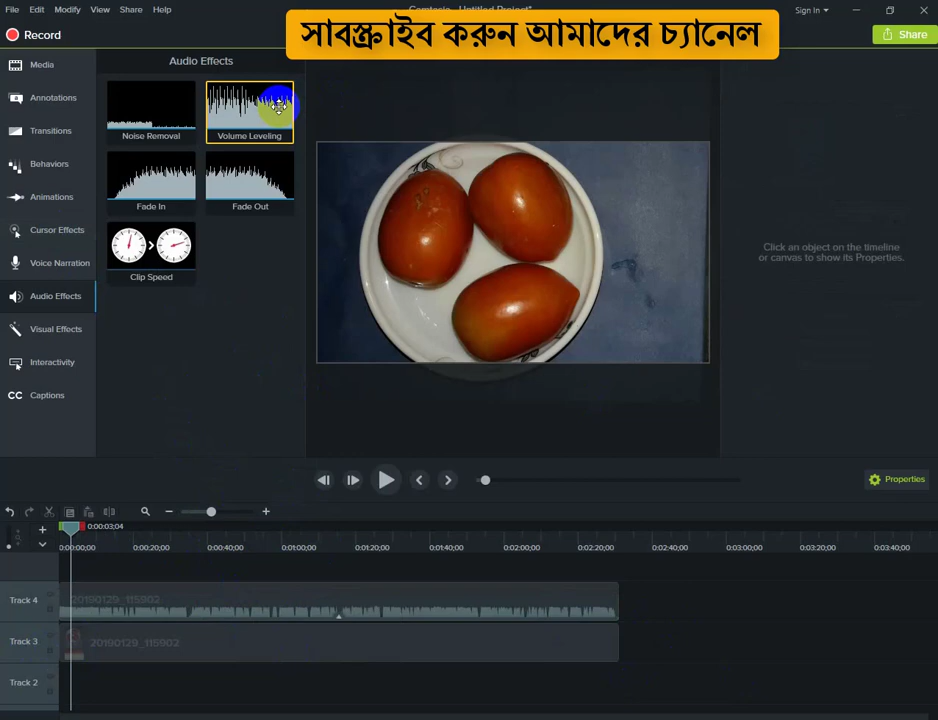 File Edit Modify View Share Help
Sign In
সাবস্ক্রাইব করুন আমাদের চ্যানেল
Record
Share
Media
Annotations
Transitions
Behaviors
Animations
Cursor Effects
Voice Narration
Audio Effects
Visual Effects
Interactivity
CC Captions
Audio Effects
Noise Removal
Volume Leveling
Fade In
Fade Out
Clip Speed
Click an object on the timeline
or canvas to show its Properties.
Properties
0:00:03;04
0:00:00;00 0:00:20;00 0:00:40;00 0:01:00;00 0:01:20;00 0:01:40;00 0:02:00;00 0:02:20;00 0:02:40;00 0:03:00;00 0:03:20;00 0:03:40;00
Track 4
20190129_115902
Track 3
20190129_115902
Track 2